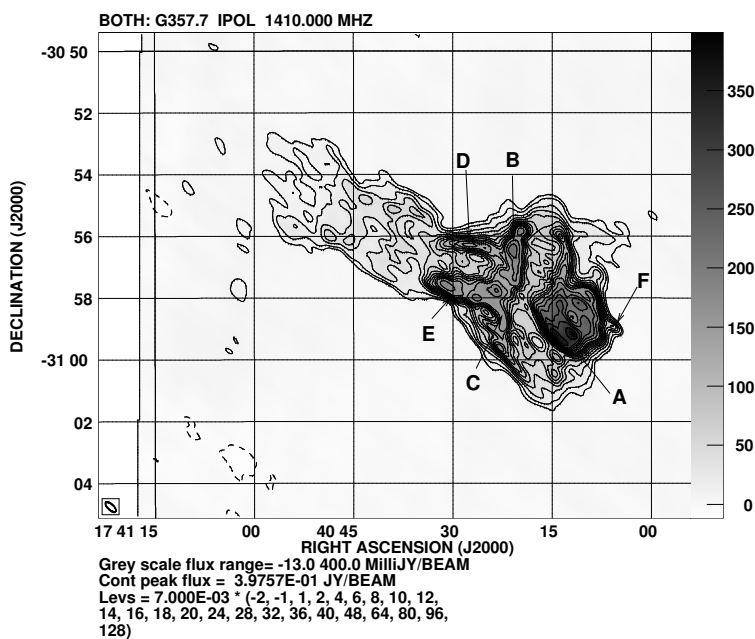 BOTH: G357.7 IPOL 1410.000 MHZ
DECLINATION (J2000)
-30 50
52
54
56
58
-31 00
02
04
D
B
F
E
C
A
350
300
250
200
150
100
50
0
17 41 15
00
40 45
30
15
00
RIGHT ASCENSION (J2000)
Grey scale flux range= -13.0 400.0 MilliJY/BEAM
Cont peak flux = 3.9757E-01 JY/BEAM
Levs = 7.000E-03 * (-2, -1, 1, 2, 4, 6, 8, 10, 12,
14, 16, 18, 20, 24, 28, 32, 36, 40, 48, 64, 80, 96,
128)